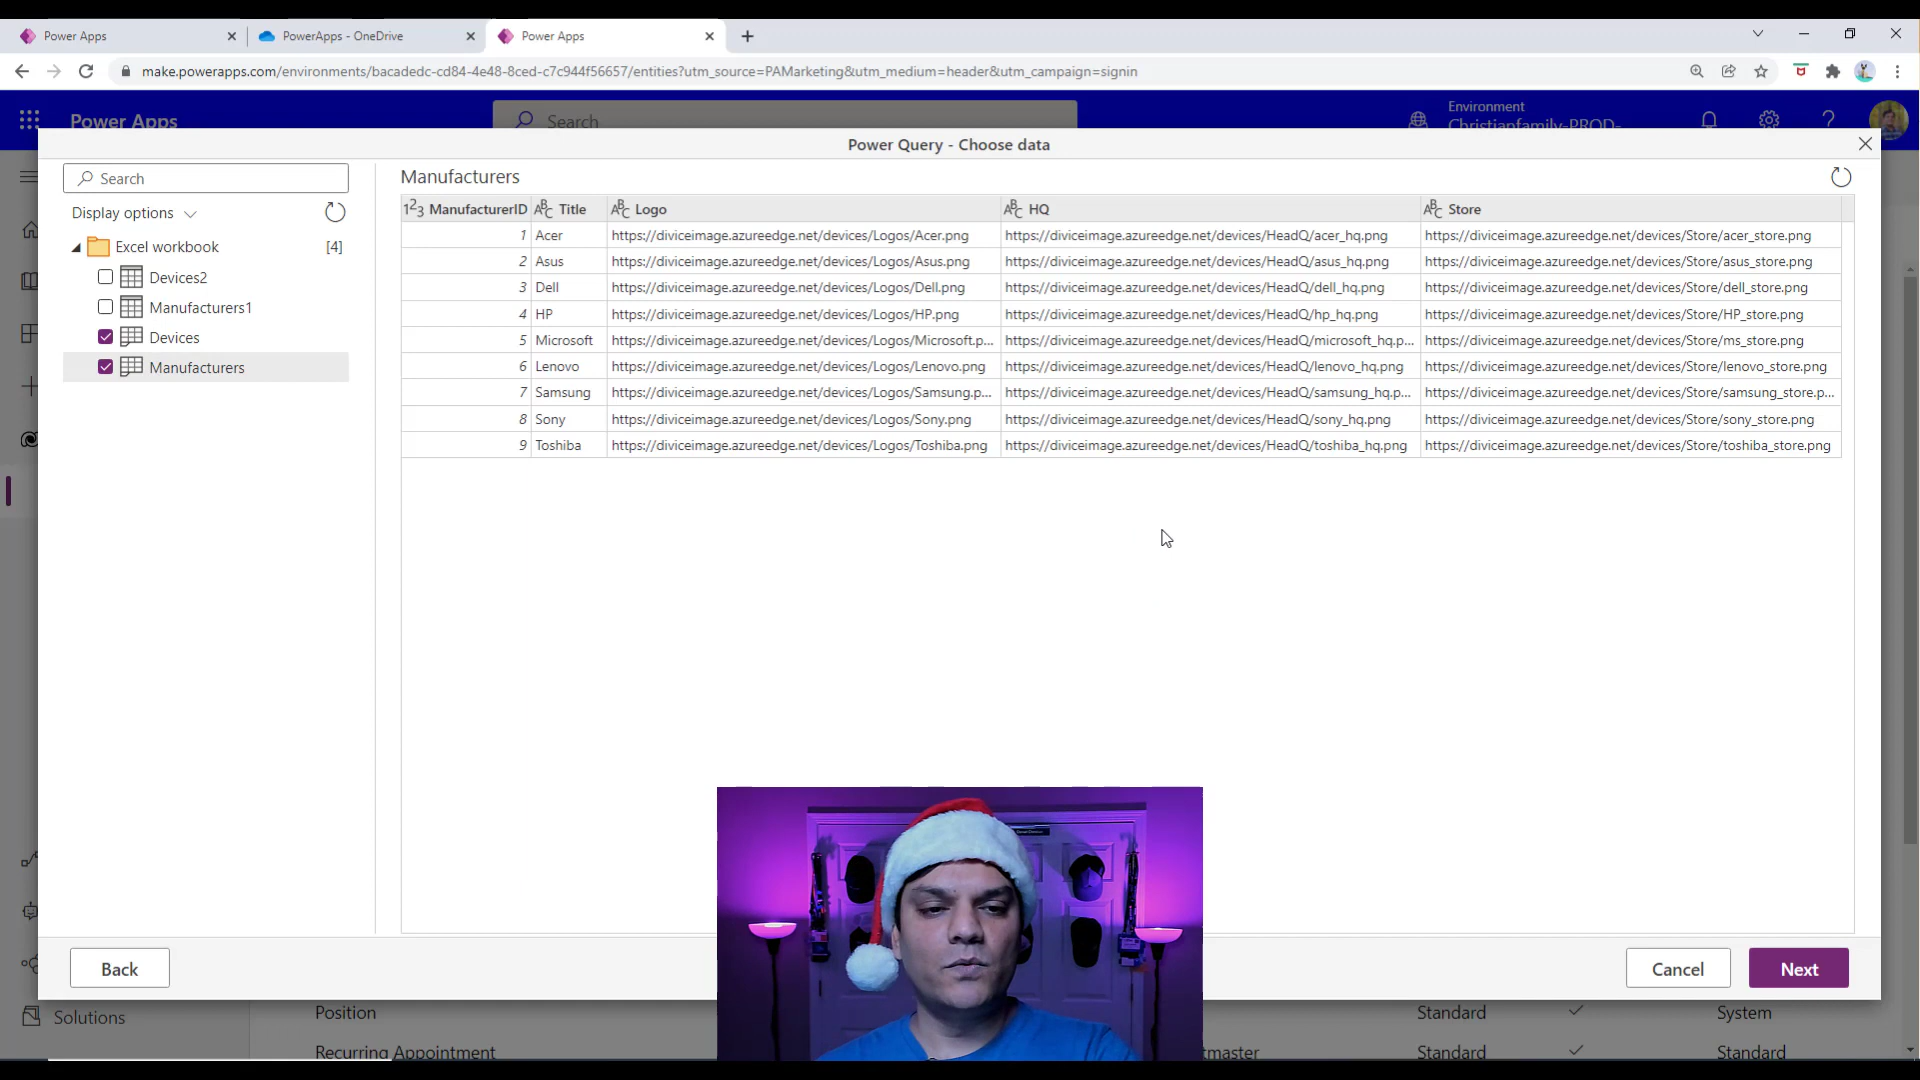 Power Apps
PowerApps - OneDrive
Power Apps
make.powerapps.com/environments/bacadedc-cd84-4e48-8ced-c7c944f56657/entities?utm_source=PAMarketing&utm_medium=header&utm_campaign=signin
Power Apps
Search
Environment
Christianfamily-PROD-
Power Query - Choose data
Search
Display options
Excel workbook [4]
Devices2
Manufacturers1
Devices
Manufacturers
Manufacturers
1²3 ManufacturerID ABC Title ABC Logo ABC HQ ABC Store
1 Acer https://diviceimage.azureedge.net/devices/Logos/Acer.png https://diviceimage.azureedge.net/devices/HeadQ/acer_hq.png https://diviceimage.azureedge.net/devices/Store/acer_store.png
2 Asus https://diviceimage.azureedge.net/devices/Logos/Asus.png https://diviceimage.azureedge.net/devices/HeadQ/asus_hq.png https://diviceimage.azureedge.net/devices/Store/asus_store.png
3 Dell https://diviceimage.azureedge.net/devices/Logos/Dell.png https://diviceimage.azureedge.net/devices/HeadQ/dell_hq.png https://diviceimage.azureedge.net/devices/Store/dell_store.png
4 HP https://diviceimage.azureedge.net/devices/Logos/HP.png https://diviceimage.azureedge.net/devices/HeadQ/hp_hq.png https://diviceimage.azureedge.net/devices/Store/HP_store.png
5 Microsoft https://diviceimage.azureedge.net/devices/Logos/Microsoft.p... https://diviceimage.azureedge.net/devices/HeadQ/microsoft_hq.p... https://diviceimage.azureedge.net/devices/Store/ms_store.png
6 Lenovo https://diviceimage.azureedge.net/devices/Logos/Lenovo.png https://diviceimage.azureedge.net/devices/HeadQ/lenovo_hq.png https://diviceimage.azureedge.net/devices/Store/lenovo_store.png
7 Samsung https://diviceimage.azureedge.net/devices/Logos/Samsung.p... https://diviceimage.azureedge.net/devices/HeadQ/samsung_hq.p... https://diviceimage.azureedge.net/devices/Store/samsung_store.p...
8 Sony https://diviceimage.azureedge.net/devices/Logos/Sony.png https://diviceimage.azureedge.net/devices/HeadQ/sony_hq.png https://diviceimage.azureedge.net/devices/Store/sony_store.png
9 Toshiba https://diviceimage.azureedge.net/devices/Logos/Toshiba.png https://diviceimage.azureedge.net/devices/HeadQ/toshiba_hq.png https://diviceimage.azureedge.net/devices/Store/toshiba_store.png
Back
Cancel
Next
Solutions
Position Standard System
Recurring Appointment tmaster Standard Standard